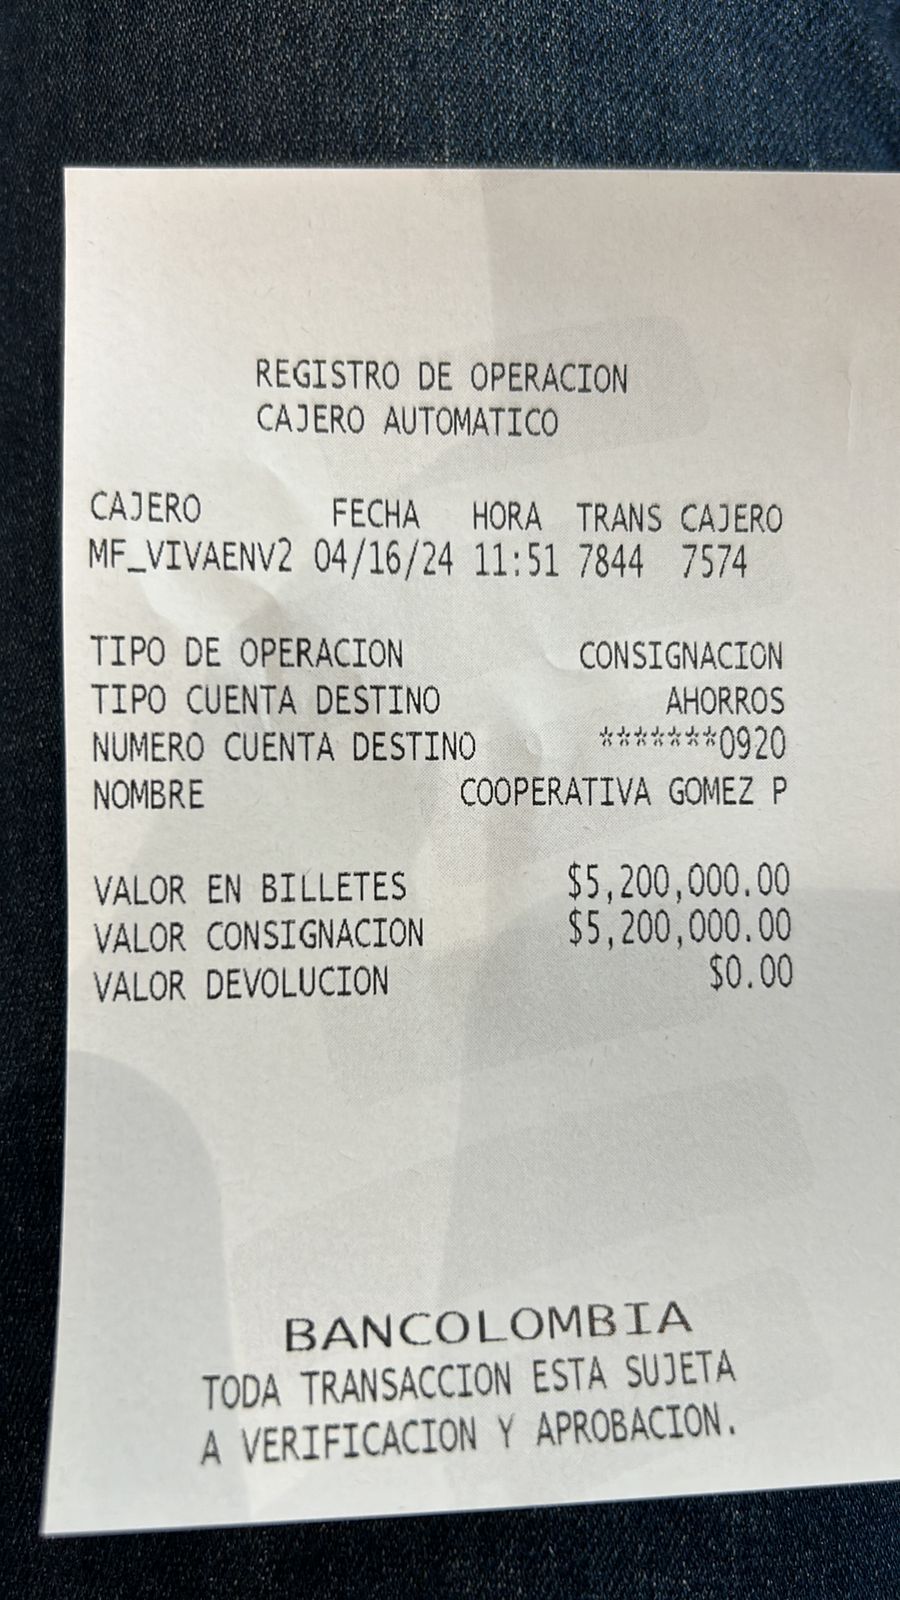 REGISTRO DE OPERACION
CAJERO AUTOMATICO
CAJERO FECHA HORA TRANS CAJERO
MF_VIVAENV2 04/16/24 11:51 7844 7574
TIPO DE OPERACION CONSIGNACION
TIPO CUENTA DESTINO AHORROS
NUMERO CUENTA DESTINO *******0920
NOMBRE COOPERATIVA GOMEZ P
VALOR EN BILLETES $5,200,000.00
VALOR CONSIGNACION $5,200,000.00
VALOR DEVOLUCION $0.00
BANCOLOMBIA
TODA TRANSACCION ESTA SUJETA
A VERIFICACION Y APROBACION.